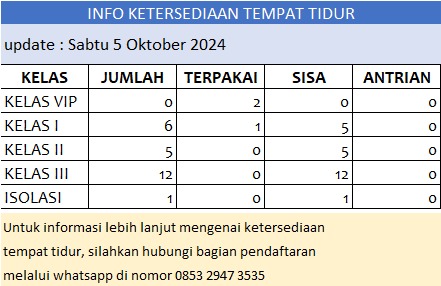 INFO KETERSEDIAAN TEMPAT TIDUR
update : Sabtu 5 Oktober 2024
KELAS JUMLAH TERPAKAI SISA ANTRIAN
KELAS VIP 0 2 0 0
KELAS I 6 1 5 0
KELAS II 5 0 5 0
KELAS III 12 0 12 0
ISOLASI 1 0 1 0
Untuk informasi lebih lanjut mengenai ketersediaan
tempat tidur, silahkan hubungi bagian pendaftaran
melalui whatsapp di nomor 0853 2947 3535